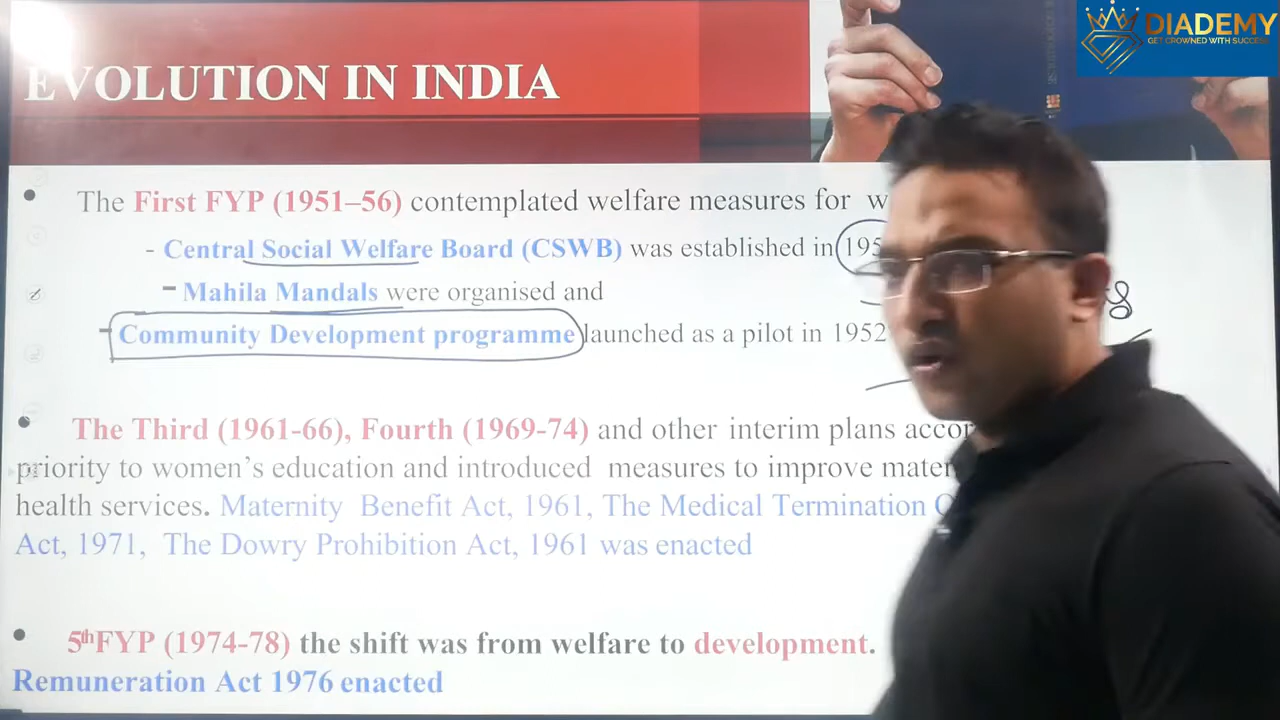 DIADEMY
GET CROWNED WITH SUCCESS
EVOLUTION IN INDIA
• The First FYP (1951–56) contemplated welfare measures for
- Central Social Welfare Board (CSWB) was established in 195
- Mahila Mandals were organised and
- Community Development programme launched as a pilot in 1952
• The Third (1961-66), Fourth (1969-74) and other interim plans
priority to women's education and introduced measures to improve
health services. Maternity Benefit Act, 1961, The Medical Termination
Act, 1971, The Dowry Prohibition Act, 1961 was enacted
• 5th FYP (1974-78) the shift was from welfare to development.
Remuneration Act 1976 enacted